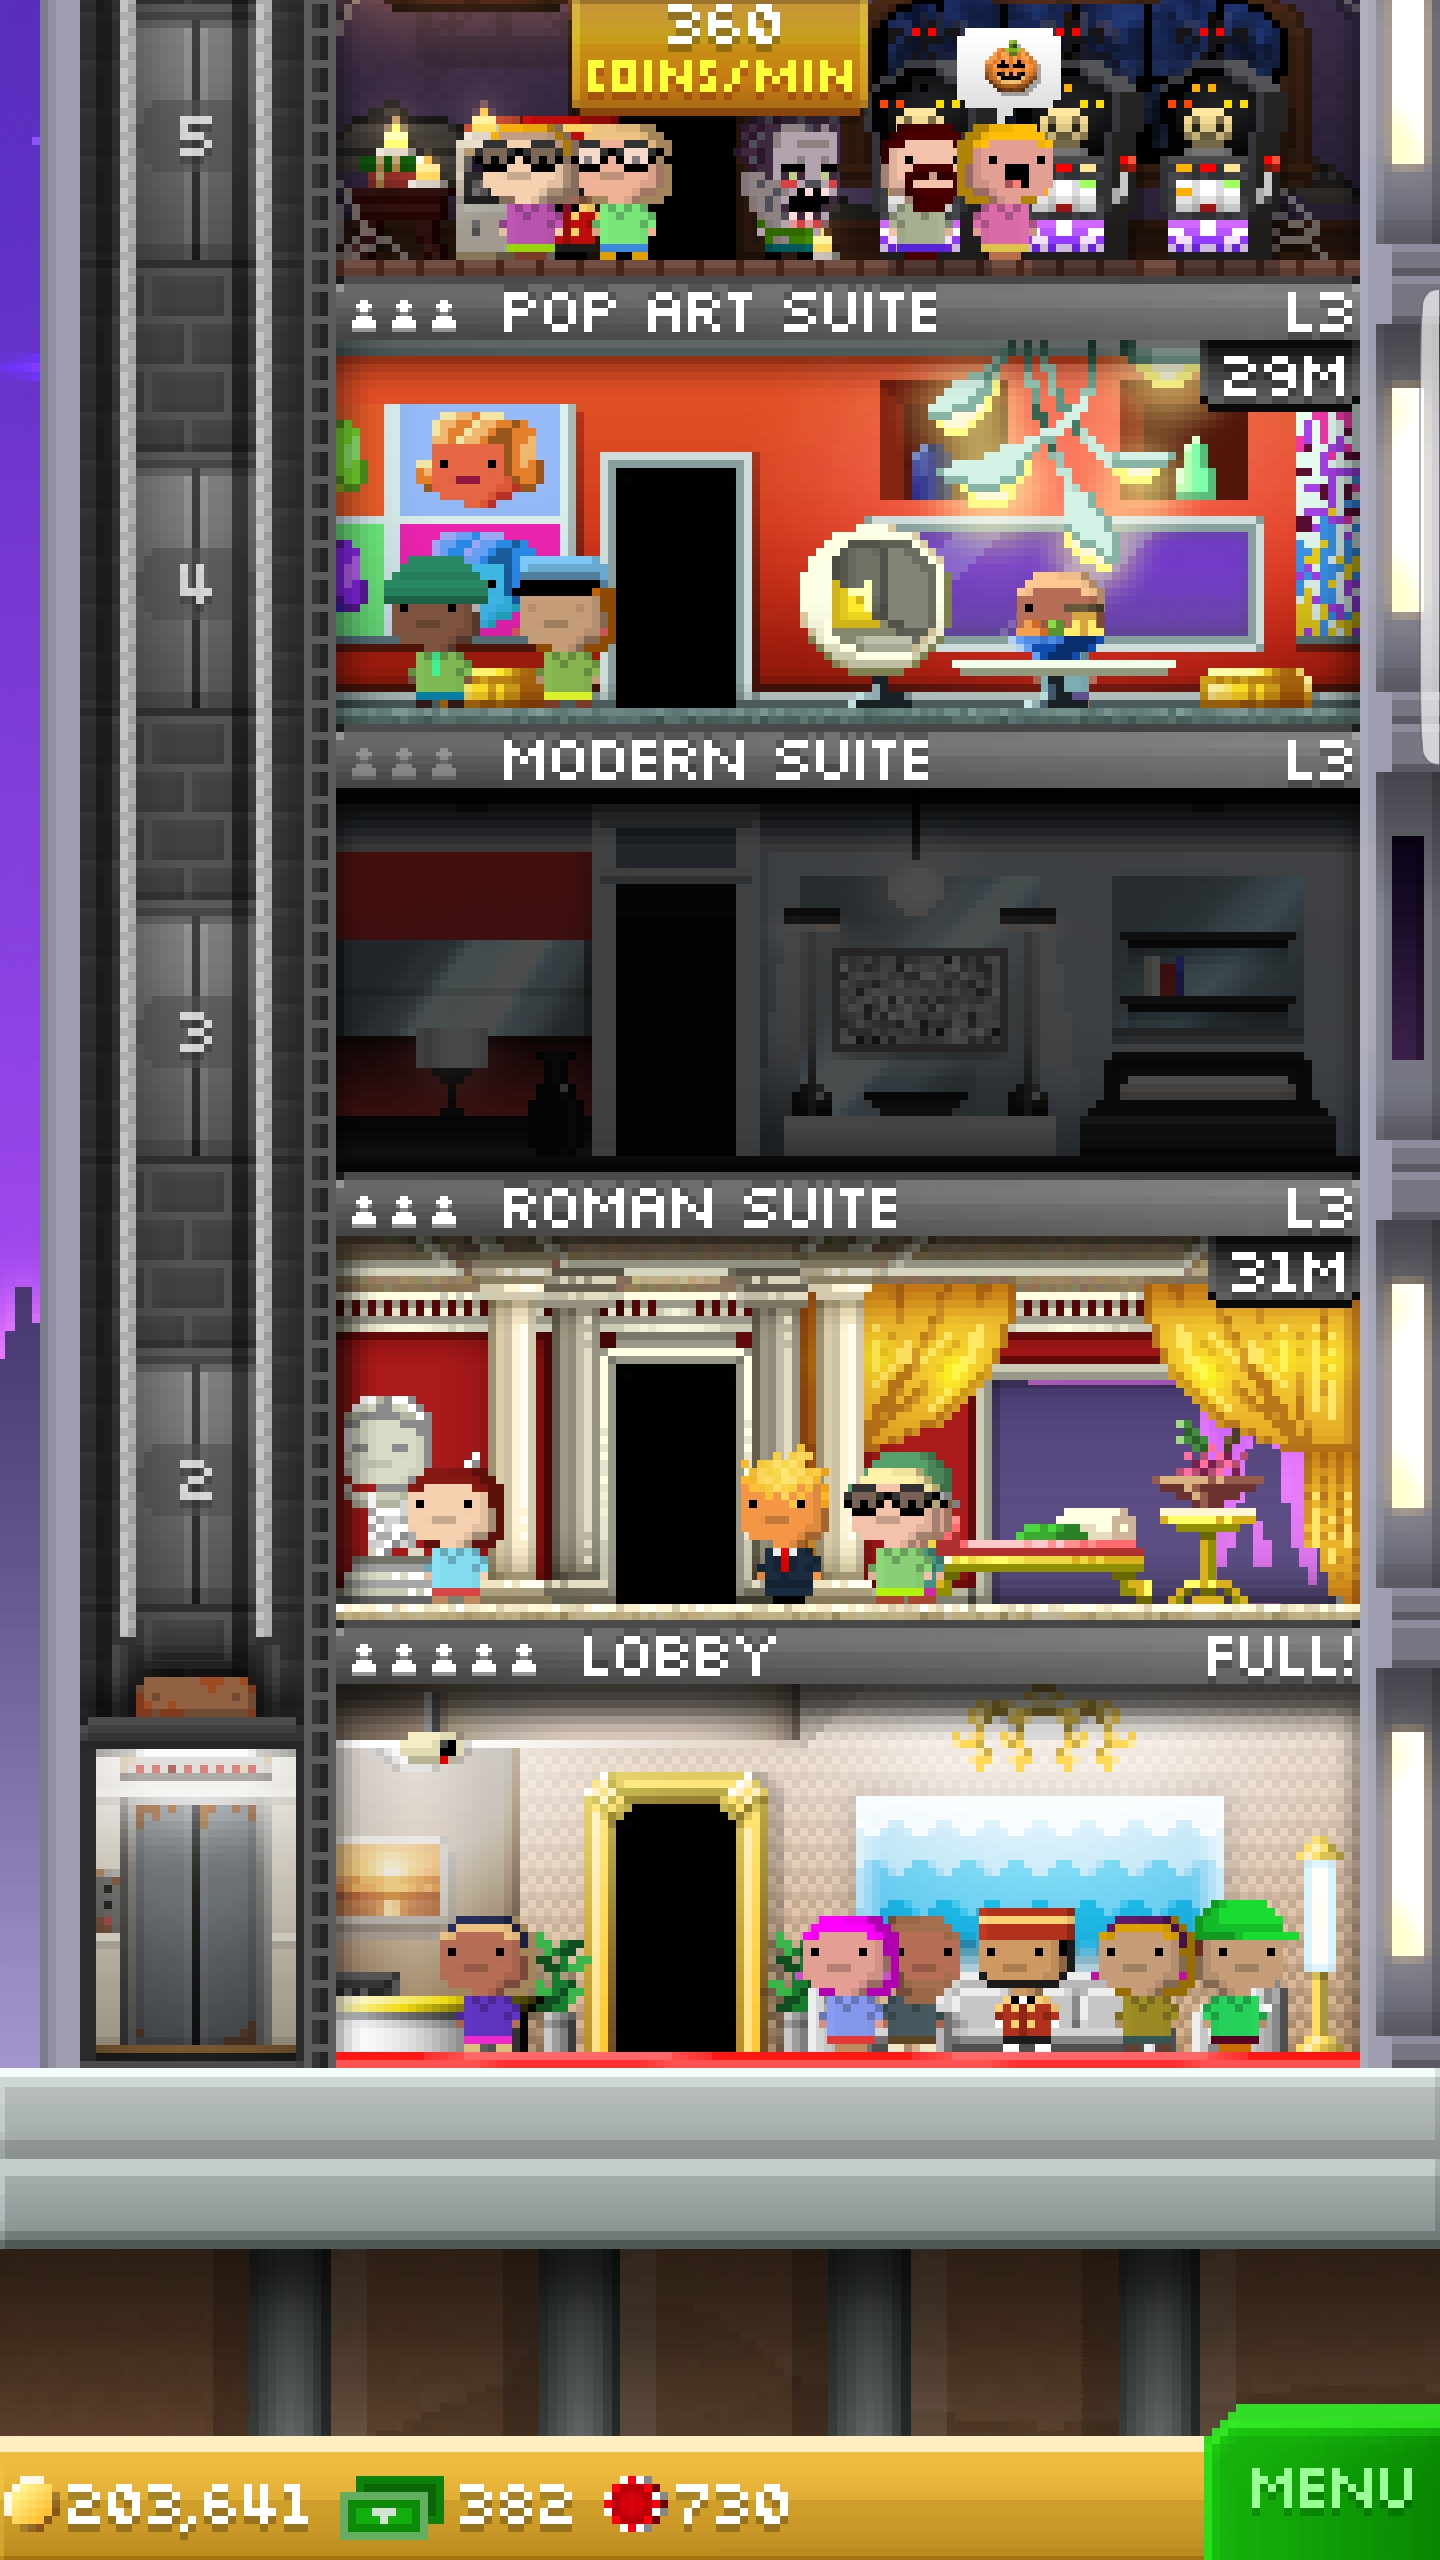 360
COINS/MIN
5
POP ART SUITE L3
29M
4
MODERN SUITE L3
3
ROMAN SUITE L3
31M
2
LOBBY FULL!
203,641 382 730
MENU